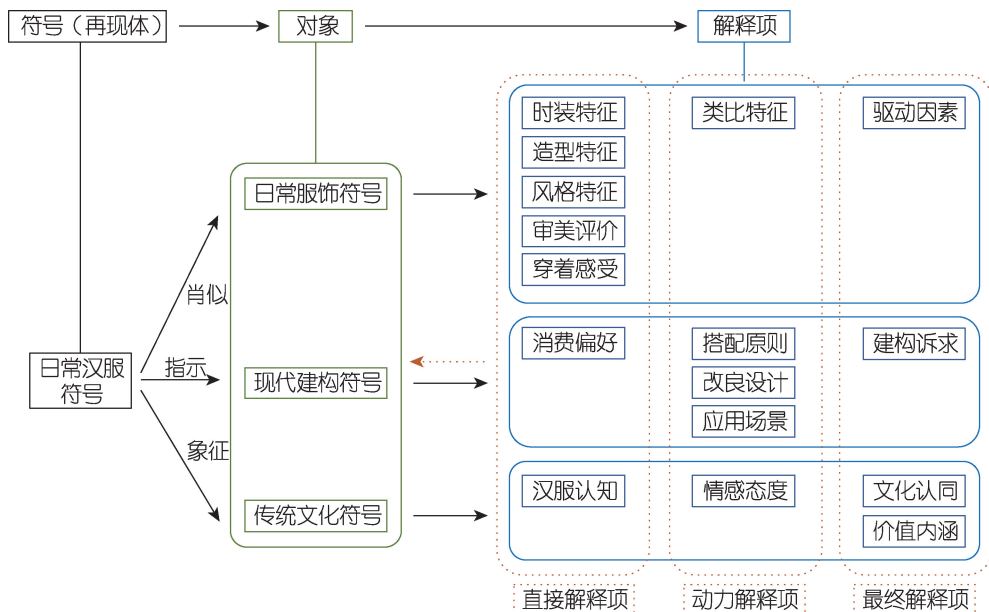 符号（再现体）
对象
解释项
时装特征
类比特征
驱动因素
造型特征
日常服饰符号
风格特征
审美评价
穿着感受
肖似
消费偏好
搭配原则
建构诉求
日常汉服
符号
指示
现代建构符号
改良设计
应用场景
象征
汉服认知
情感态度
文化认同
传统文化符号
价值内涵
直接解释项
动力解释项
最终解释项